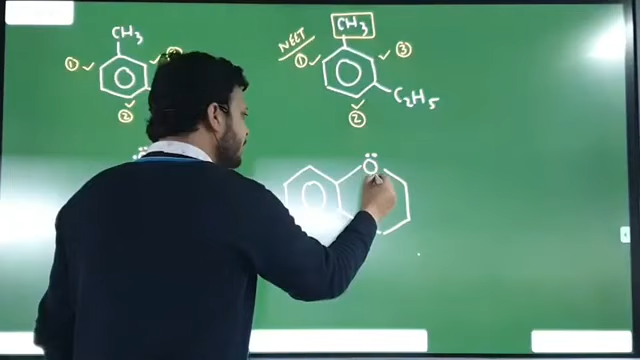 CH3
①
②
NEET
CH3
①
③
C2H5
②
Ö